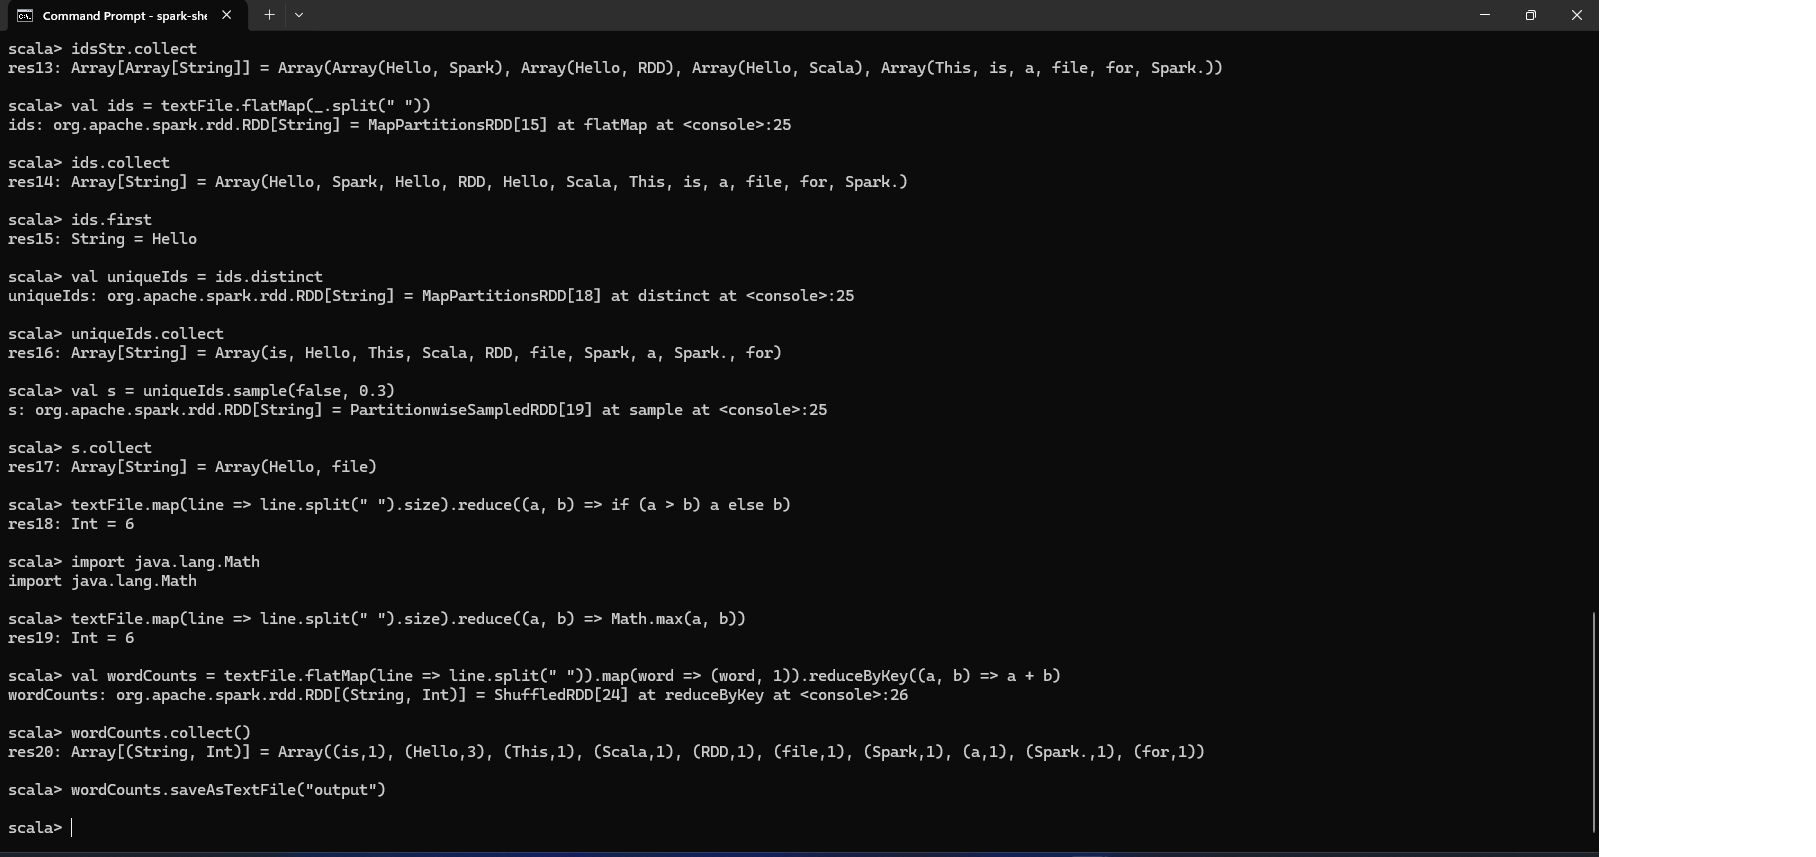 Command Prompt - spark-she
scala> idsStr.collect
res13: Array[Array[String]] = Array(Array(Hello, Spark), Array(Hello, RDD), Array(Hello, Scala), Array(This, is, a, file, for, Spark.))
scala> val ids = textFile.flatMap(_.split(" "))
ids: org.apache.spark.rdd.RDD[String] = MapPartitionsRDD[15] at flatMap at <console>:25
scala> ids.collect
res14: Array[String] = Array(Hello, Spark, Hello, RDD, Hello, Scala, This, is, a, file, for, Spark.)
scala> ids.first
res15: String = Hello
scala> val uniqueIds = ids.distinct
uniqueIds: org.apache.spark.rdd.RDD[String] = MapPartitionsRDD[18] at distinct at <console>:25
scala> uniqueIds.collect
res16: Array[String] = Array(is, Hello, This, Scala, RDD, file, Spark, a, Spark., for)
scala> val s = uniqueIds.sample(false, 0.3)
s: org.apache.spark.rdd.RDD[String] = PartitionwiseSampledRDD[19] at sample at <console>:25
scala> s.collect
res17: Array[String] = Array(Hello, file)
scala> textFile.map(line => line.split(" ").size).reduce((a, b) => if (a > b) a else b)
res18: Int = 6
scala> import java.lang.Math
import java.lang.Math
scala> textFile.map(line => line.split(" ").size).reduce((a, b) => Math.max(a, b))
res19: Int = 6
scala> val wordCounts = textFile.flatMap(line => line.split(" ")).map(word => (word, 1)).reduceByKey((a, b) => a + b)
wordCounts: org.apache.spark.rdd.RDD[(String, Int)] = ShuffledRDD[24] at reduceByKey at <console>:26
scala> wordCounts.collect()
res20: Array[(String, Int)] = Array((is,1), (Hello,3), (This,1), (Scala,1), (RDD,1), (file,1), (Spark,1), (a,1), (Spark.,1), (for,1))
scala> wordCounts.saveAsTextFile("output")
scala>